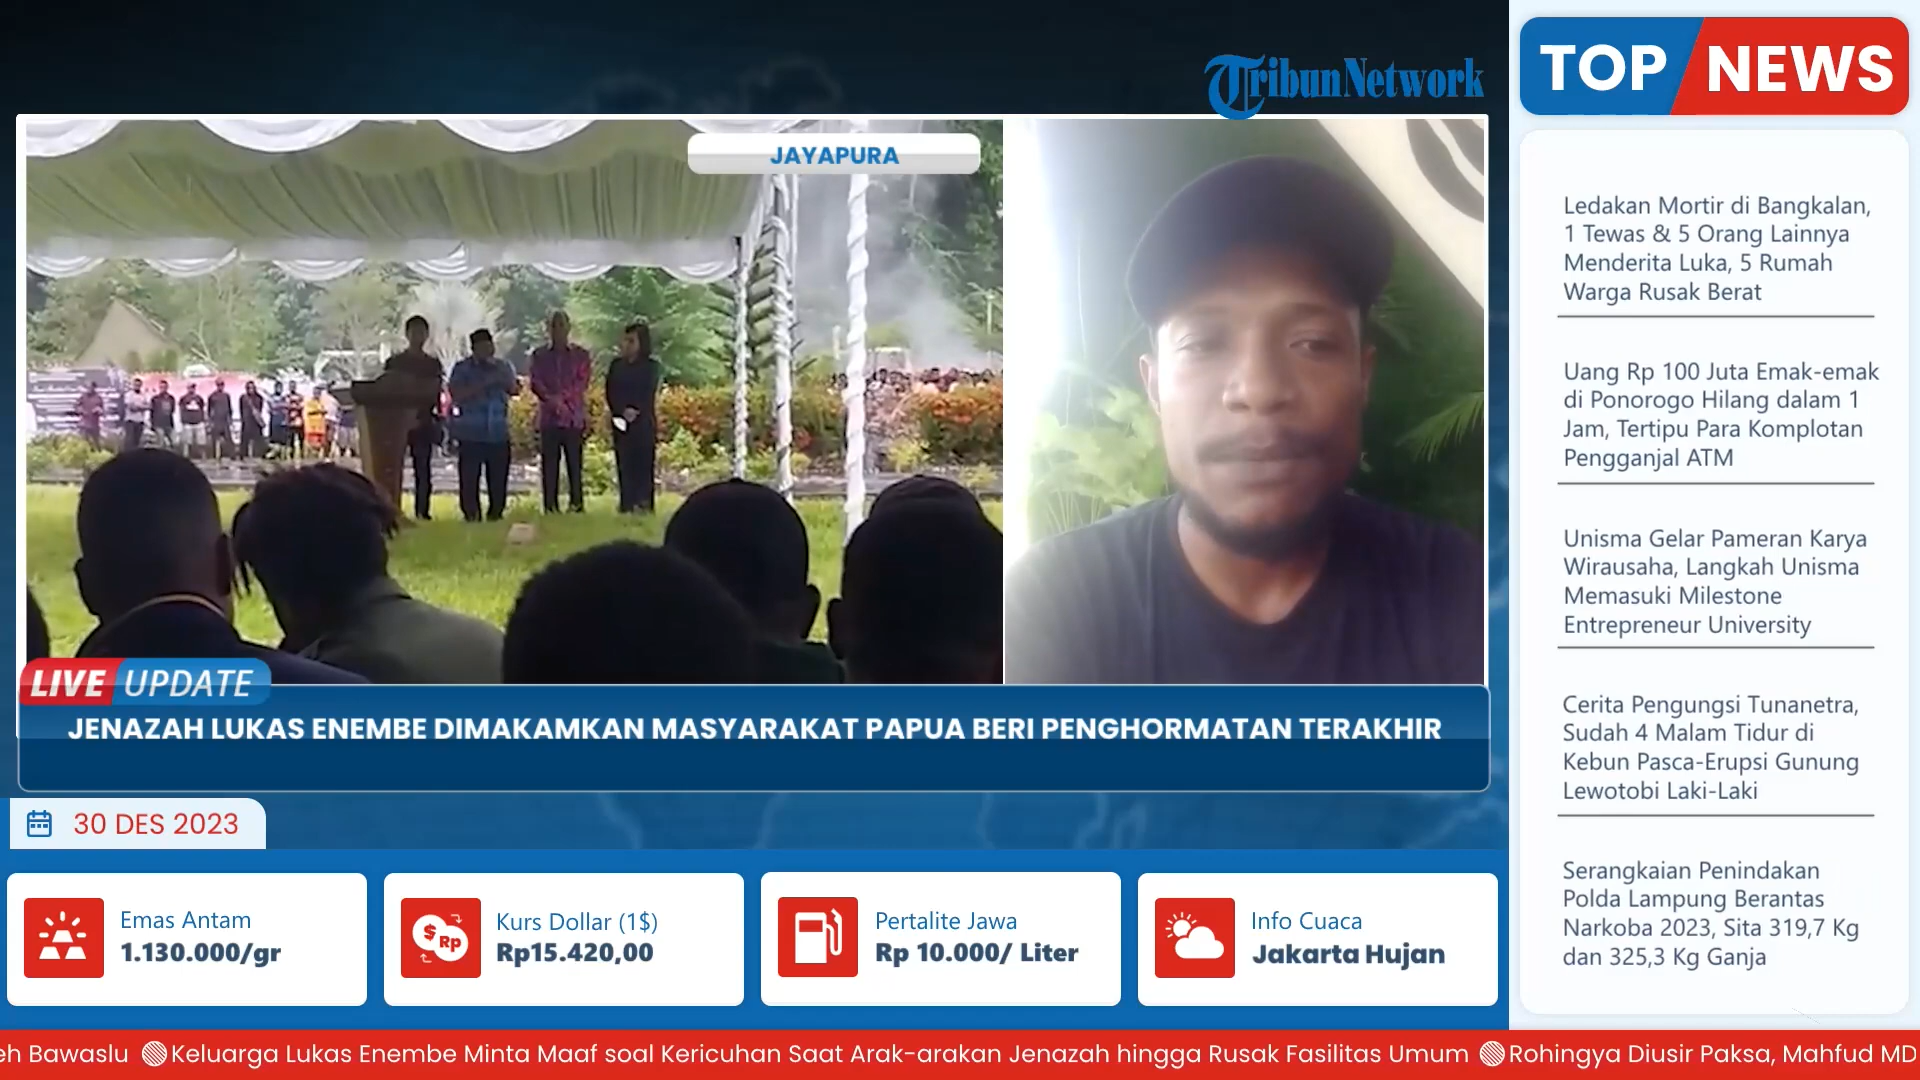 TribunNetwork
TOP NEWS
JAYAPURA
Ledakan Mortir di Bangkalan,
1 Tewas & 5 Orang Lainnya
Menderita Luka, 5 Rumah
Warga Rusak Berat
Uang Rp 100 Juta Emak-emak
di Ponorogo Hilang dalam 1
Jam, Tertipu Para Komplotan
Pengganjal ATM
Unisma Gelar Pameran Karya
Wirausaha, Langkah Unisma
Memasuki Milestone
Entrepreneur University
Cerita Pengungsi Tunanetra,
Sudah 4 Malam Tidur di
Kebun Pasca-Erupsi Gunung
Lewotobi Laki-Laki
Serangkaian Penindakan
Polda Lampung Berantas
Narkoba 2023, Sita 319,7 Kg
dan 325,3 Kg Ganja
LIVE UPDATE
JENAZAH LUKAS ENEMBE DIMAKAMKAN MASYARAKAT PAPUA BERI PENGHORMATAN TERAKHIR
30 DES 2023
Emas Antam
1.130.000/gr
Kurs Dollar (1$)
Rp15.420,00
Pertalite Jawa
Rp 10.000/ Liter
Info Cuaca
Jakarta Hujan
eh Bawaslu Keluarga Lukas Enembe Minta Maaf soal Kericuhan Saat Arak-arakan Jenazah hingga Rusak Fasilitas Umum Rohingya Diusir Paksa, Mahfud MD